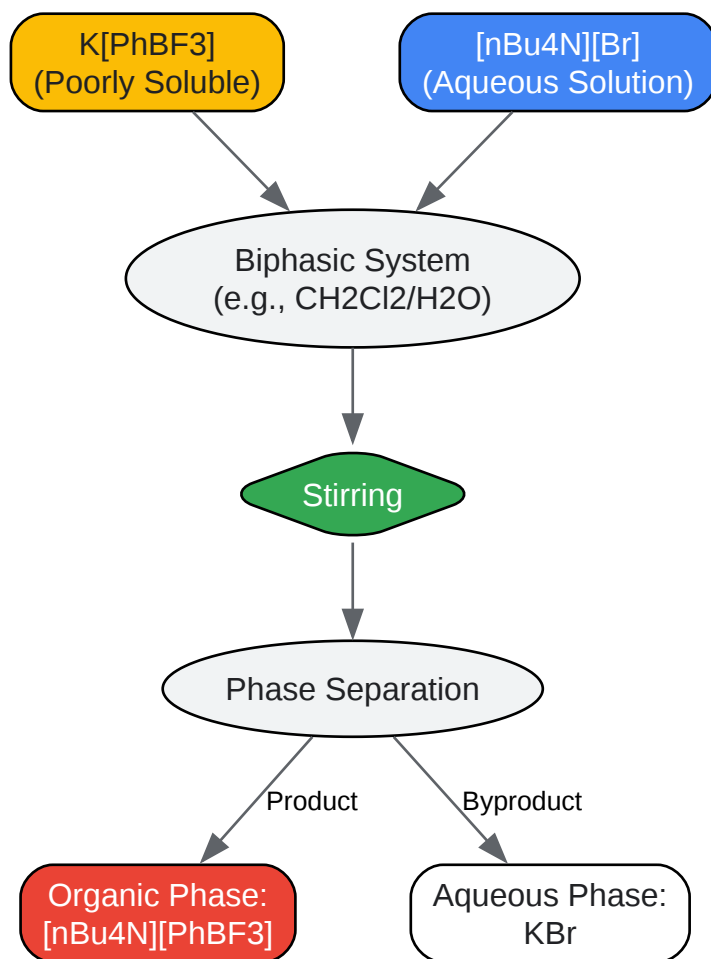 K[PhBF3]
(Poorly Soluble)
[nBu4N][Br]
(Aqueous Solution)
Biphasic System
(e.g., CH2Cl2/H2O)
Stirring
Phase Separation
Product
Byproduct
Organic Phase:
[nBu4N][PhBF3]
Aqueous Phase:
KBr